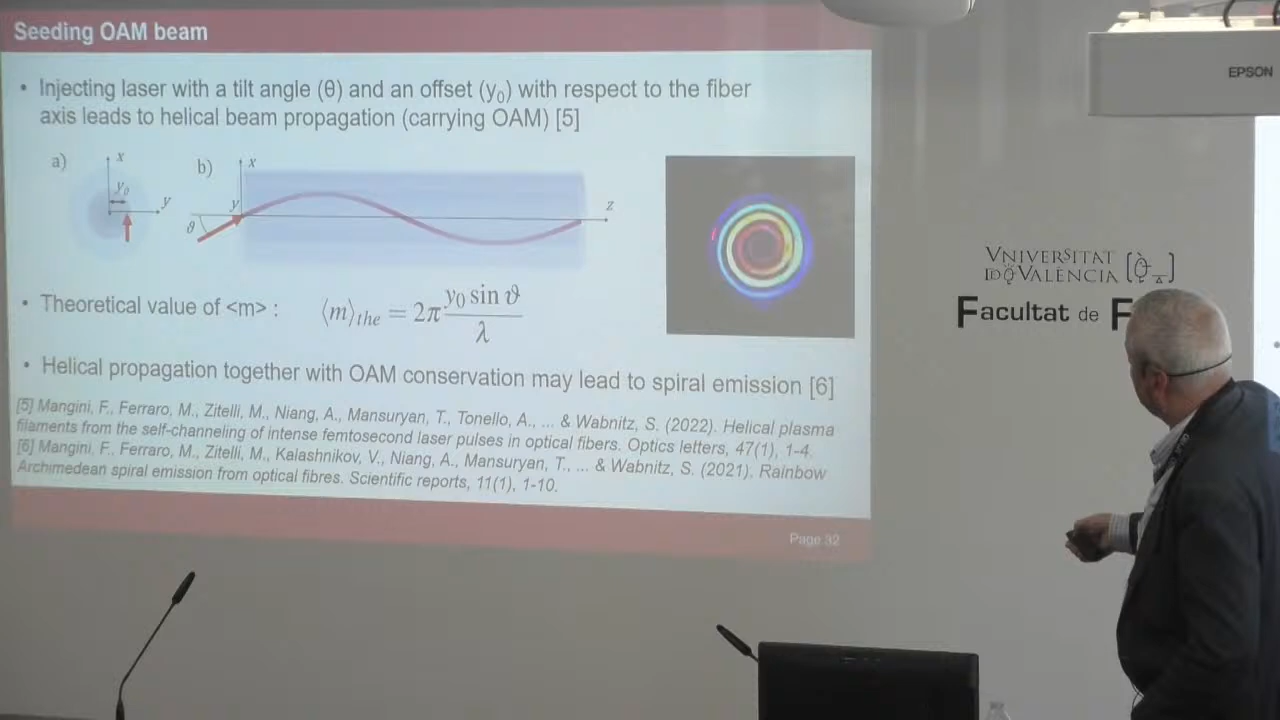 Seeding OAM beam
• Injecting laser with a tilt angle (θ) and an offset (y₀) with respect to the fiber
axis leads to helical beam propagation (carrying OAM) [5]
a) x y₀ y
b) x y ϑ z
• Theoretical value of <m> : ⟨m⟩the = 2π y₀ sin ϑ / λ
• Helical propagation together with OAM conservation may lead to spiral emission [6]
[5] Mangini, F., Ferraro, M., Zitelli, M., Niang, A., Mansuryan, T., Tonello, A., ... & Wabnitz, S. (2022). Helical plasma
filaments from the self-channeling of intense femtosecond laser pulses in optical fibers. Optics letters, 47(1), 1-4.
[6] Mangini, F., Ferraro, M., Zitelli, M., Kalashnikov, V., Niang, A., Mansuryan, T., ... & Wabnitz, S. (2021). Rainbow
Archimedean spiral emission from optical fibres. Scientific reports, 11(1), 1-10.
Page 32
EPSON
VNIVERSITAT
IDQVALÈNCIA
Facultat de F